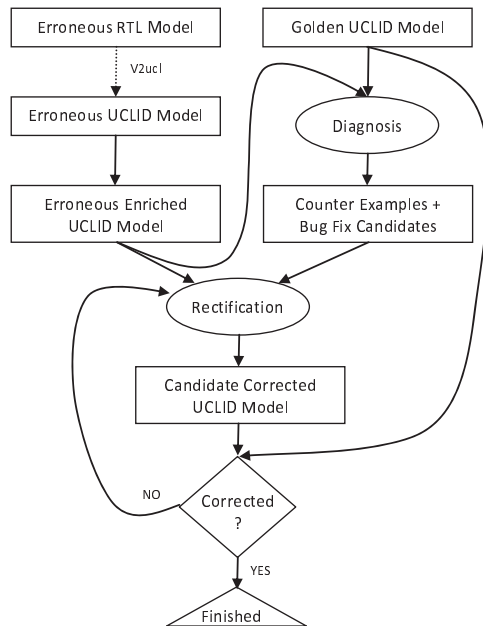 Erroneous RTL Model
Golden UCLID Model
V2ucl
Erroneous UCLID Model
Diagnosis
Erroneous Enriched
UCLID Model
Counter Examples +
Bug Fix Candidates
Rectification
Candidate Corrected
UCLID Model
Corrected
?
NO
YES
Finished